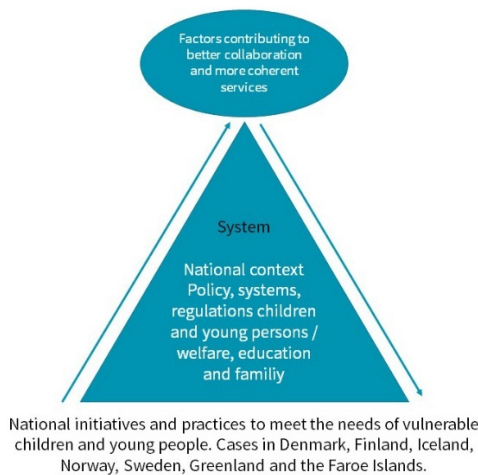 Factors contributing to
better collaboration
and more coherent
services
System
National context
Policy, systems,
regulations children
and young persons /
welfare, education
and familiy
National initiatives and practices to meet the needs of vulnerable
children and young people. Cases in Denmark, Finland, Iceland,
Norway, Sweden, Greenland and the Faroe Islands.